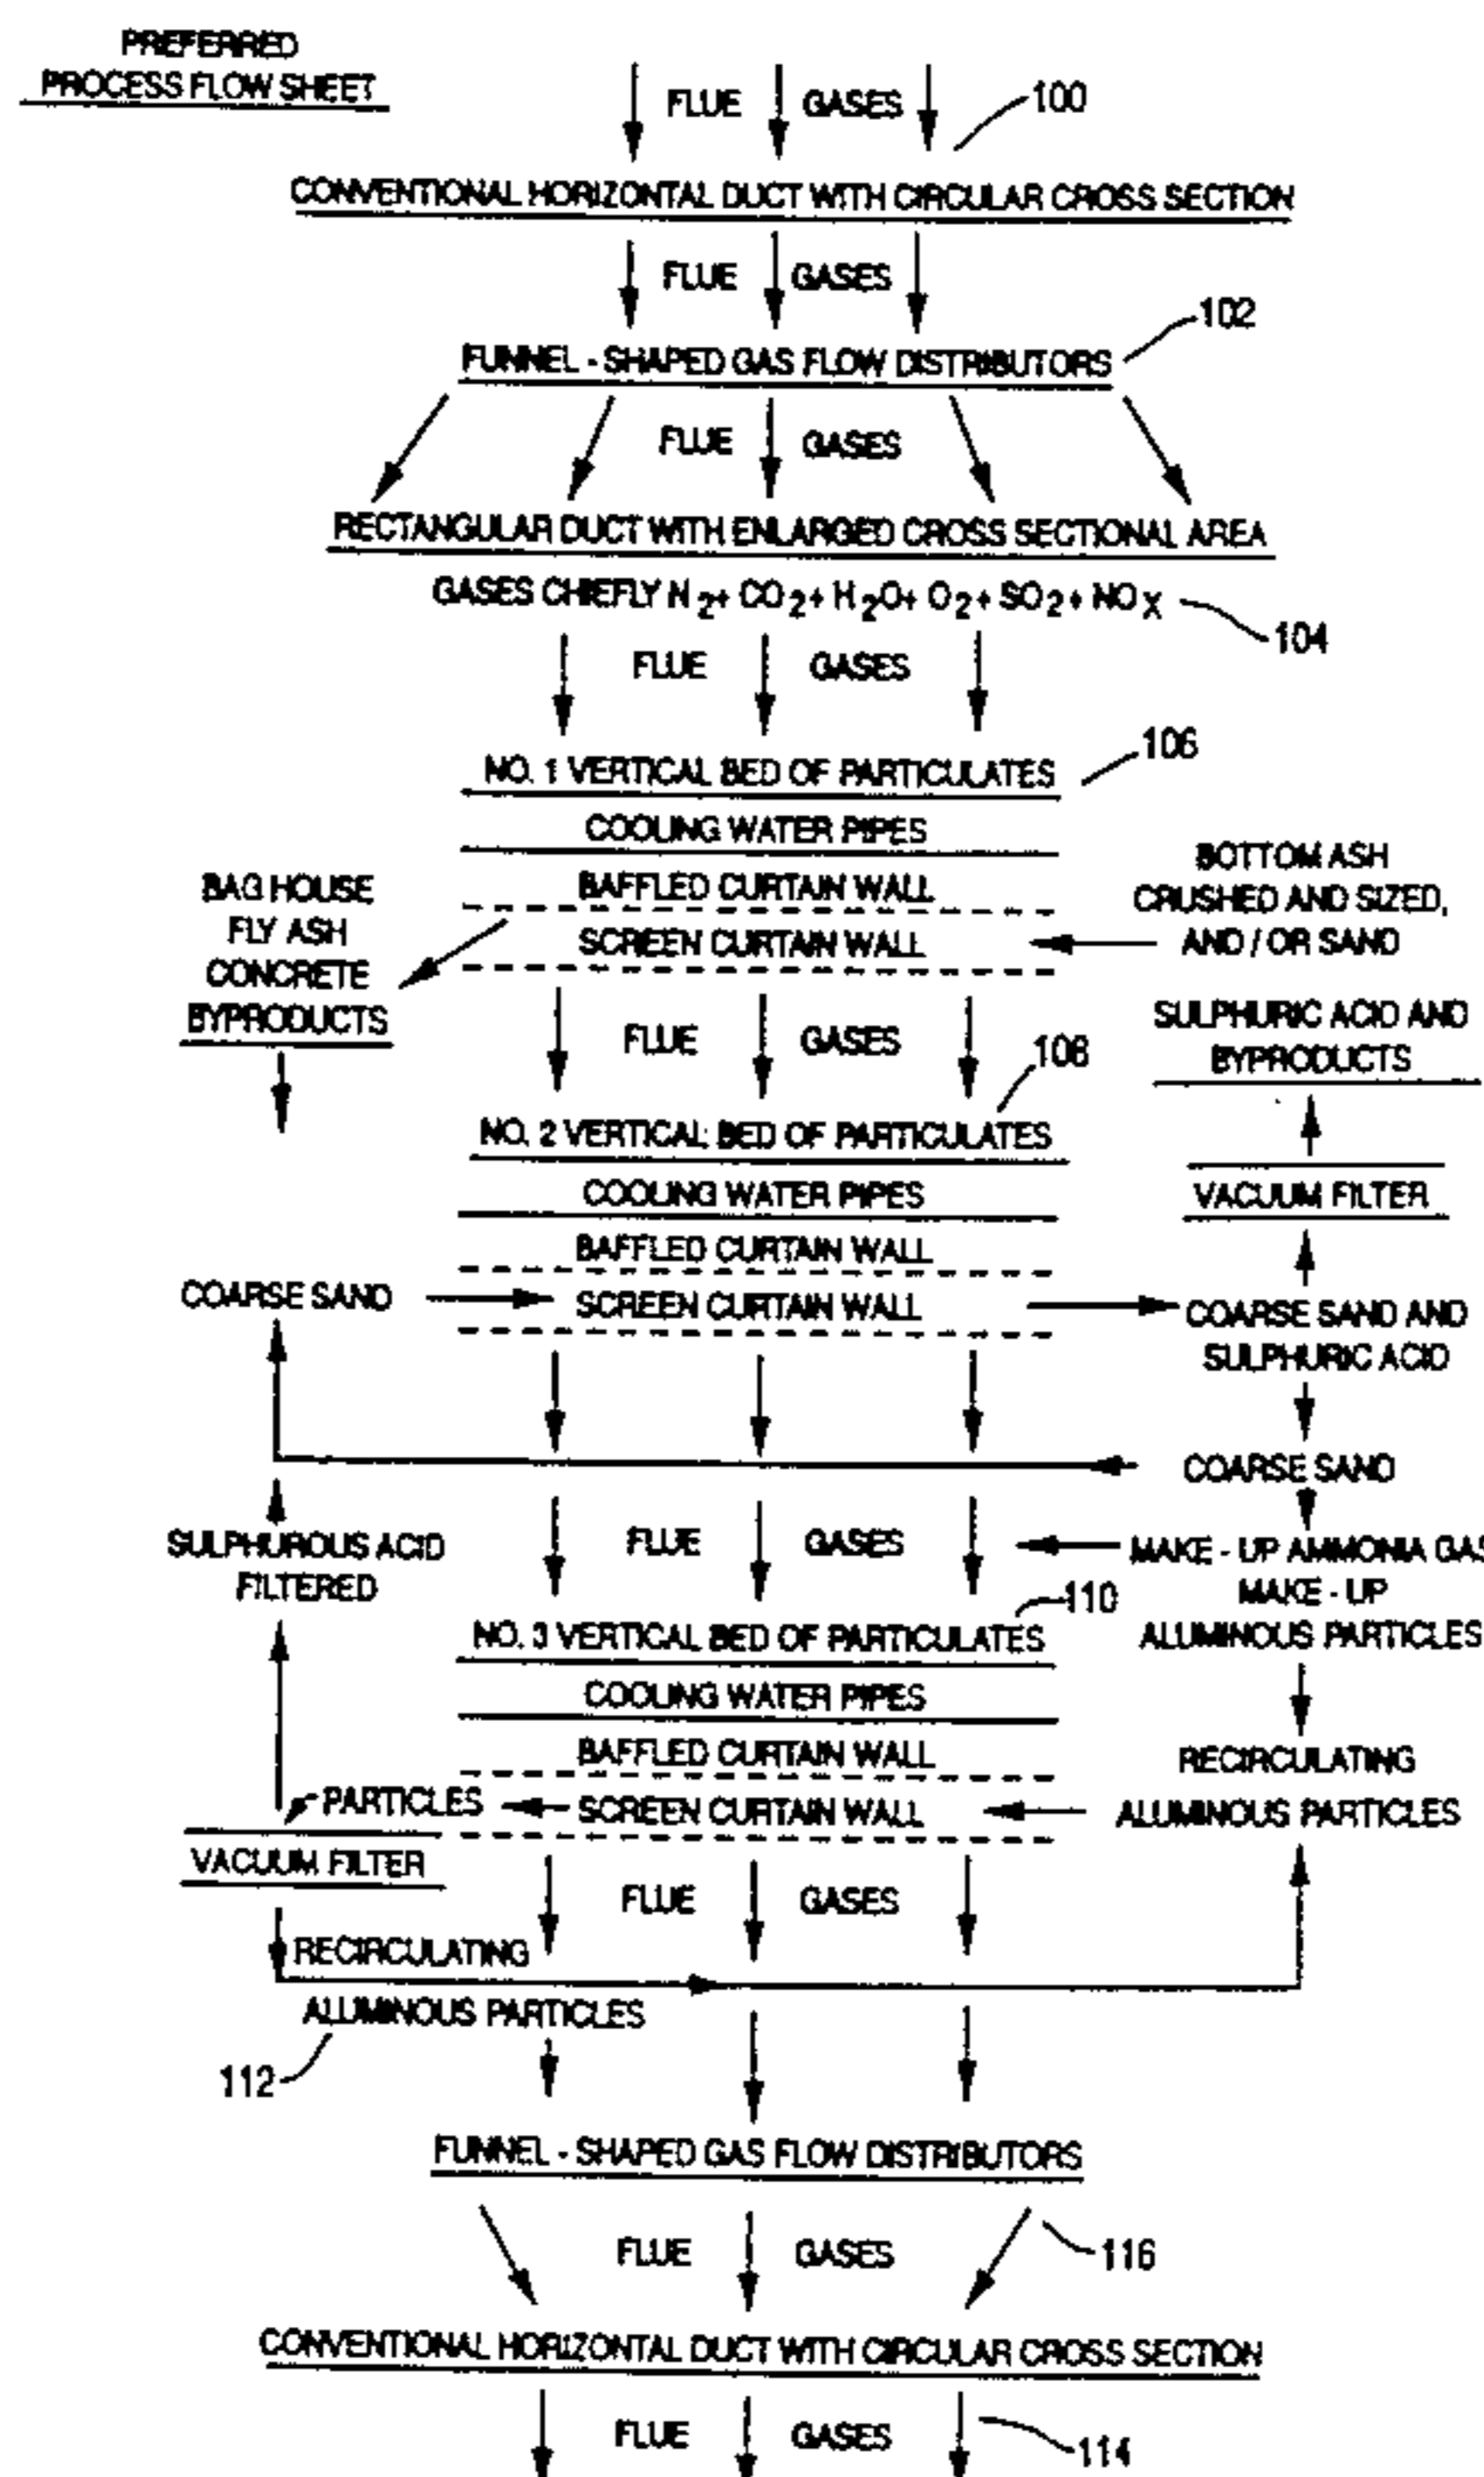 PREFERRED
PROCESS FLOW SHEET
FLUE GASES 100
CONVENTIONAL HORIZONTAL DUCT WITH CIRCULAR CROSS SECTION
FLUE GASES
102
FUNNEL - SHAPED GAS FLOW DISTRIBUTORS
FLUE GASES
RECTANGULAR DUCT WITH ENLARGED CROSS SECTIONAL AREA
GASES CHIEFLY N2+ CO2+ H2O+ O2+ SO2+ NOX
104
FLUE GASES
106
NO. 1 VERTICAL BED OF PARTICULATES
COOLING WATER PIPES
BAFFLED CURTAIN WALL
SCREEN CURTAIN WALL
BAG HOUSE
FLY ASH
CONCRETE
BYPRODUCTS
BOTTOM ASH
CRUSHED AND SIZED,
AND / OR SAND
FLUE GASES
SULPHURIC ACID AND
BYPRODUCTS
108
NO. 2 VERTICAL BED OF PARTICULATES
COOLING WATER PIPES
VACUUM FILTER
BAFFLED CURTAIN WALL
COARSE SAND
SCREEN CURTAIN WALL
COARSE SAND AND
SULPHURIC ACID
COARSE SAND
SULPHUROUS ACID
FILTERED
FLUE GASES
MAKE - UP AMMONIA GAS
MAKE - UP
ALUMINOUS PARTICLES
110
NO. 3 VERTICAL BED OF PARTICULATES
COOLING WATER PIPES
BAFFLED CURTAIN WALL
RECIRCULATING
ALUMINOUS PARTICLES
PARTICLES
SCREEN CURTAIN WALL
VACUUM FILTER
FLUE GASES
RECIRCULATING
ALUMINOUS PARTICLES
112
FUNNEL - SHAPED GAS FLOW DISTRIBUTORS
FLUE GASES
116
CONVENTIONAL HORIZONTAL DUCT WITH CIRCULAR CROSS SECTION
FLUE GASES
114